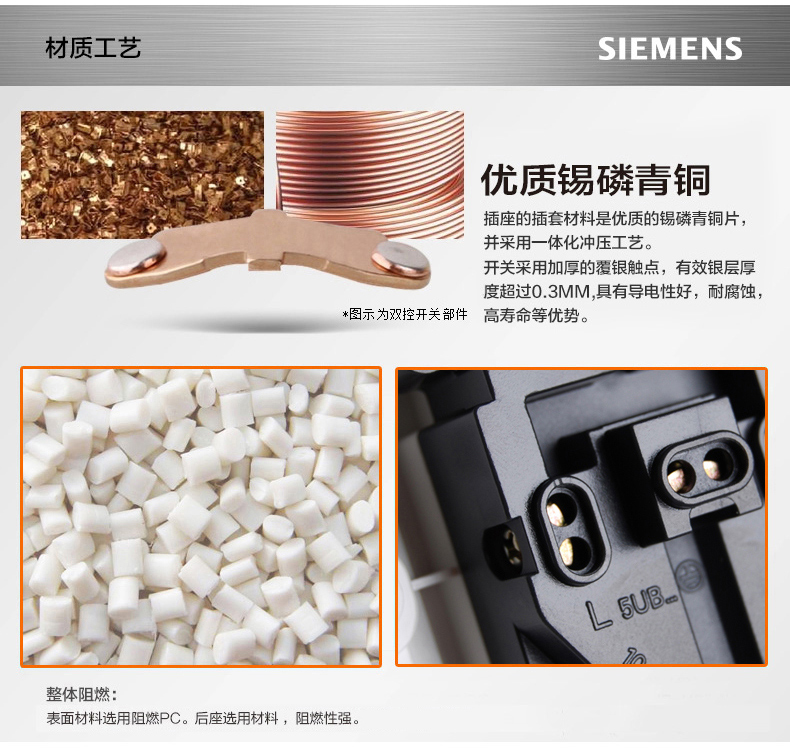 材质工艺
SIEMENS
优质锡磷青铜
插座的插套材料是优质的锡磷青铜片，
并采用一体化冲压工艺。
开关采用加厚的覆银触点，有效银层厚
度超过0.3MM,具有导电性好，耐腐蚀，
高寿命等优势。
*图示为双控开关部件
L 5UB
整体阻燃：
表面材料选用阻燃PC。后座选用材料 ，阻燃性强。